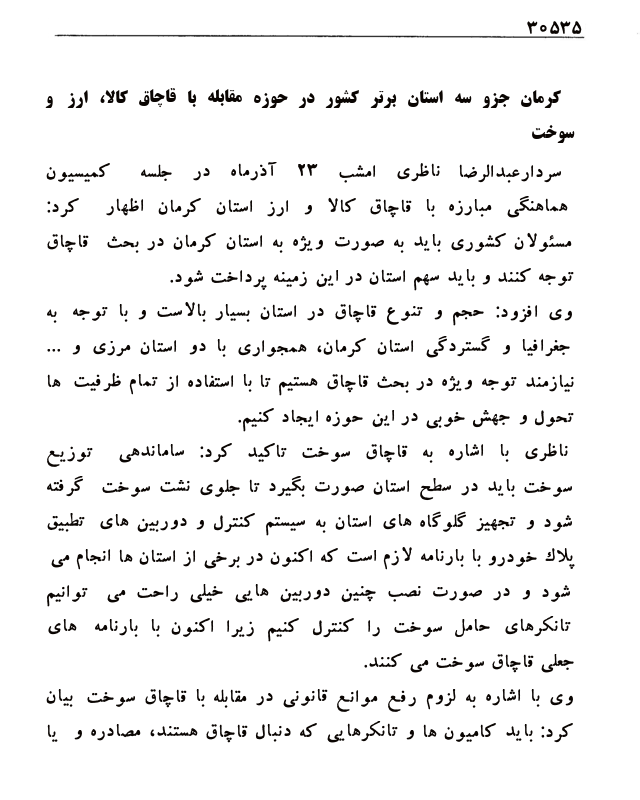 ۳۰۵۳۵
کرمان جزو سه استان برتر کشور در حوزه مقابله با قاچاق کالا، ارز و
سوخت
سردارعبدالرضا ناظری امشب ۲۳ آذرماه در جلسه کمیسیون
هماهنگی مبارزه با قاچاق کالا و ارز استان کرمان اظهار کرد:
مسئولان کشوری باید به صورت ویژه به استان کرمان در بحث قاچاق
توجه کنند و باید سهم استان در این زمینه پرداخت شود.
وی افزود: حجم و تنوع قاچاق در استان بسیار بالاست و با توجه به
جغرافیا و گستردگی استان کرمان، همجواری با دو استان مرزی و ...
نیازمند توجه ویژه در بحث قاچاق هستیم تا با استفاده از تمام ظرفیت ها
تحول و جهش خوبی در این حوزه ایجاد کنیم.
ناظری با اشاره به قاچاق سوخت تاکید کرد: ساماندهی توزیع
سوخت باید در سطح استان صورت بگیرد تا جلوی نشت سوخت گرفته
شود و تجهیز گلوگاه های استان به سیستم کنترل و دوربین های تطبیق
پلاك خودرو با بارنامه لازم است که اکنون در برخی از استان ها انجام می
شود و در صورت نصب چنین دوربین هایی خیلی راحت می توانیم
تانکرهای حامل سوخت را کنترل کنیم زیرا اکنون با بارنامه های
جعلی قاچاق سوخت می کنند.
وی با اشاره به لزوم رفع موانع قانونی در مقابله با قاچاق سوخت بیان
کرد: باید کامیون ها و تانکرهایی که دنبال قاچاق هستند، مصادره و یا